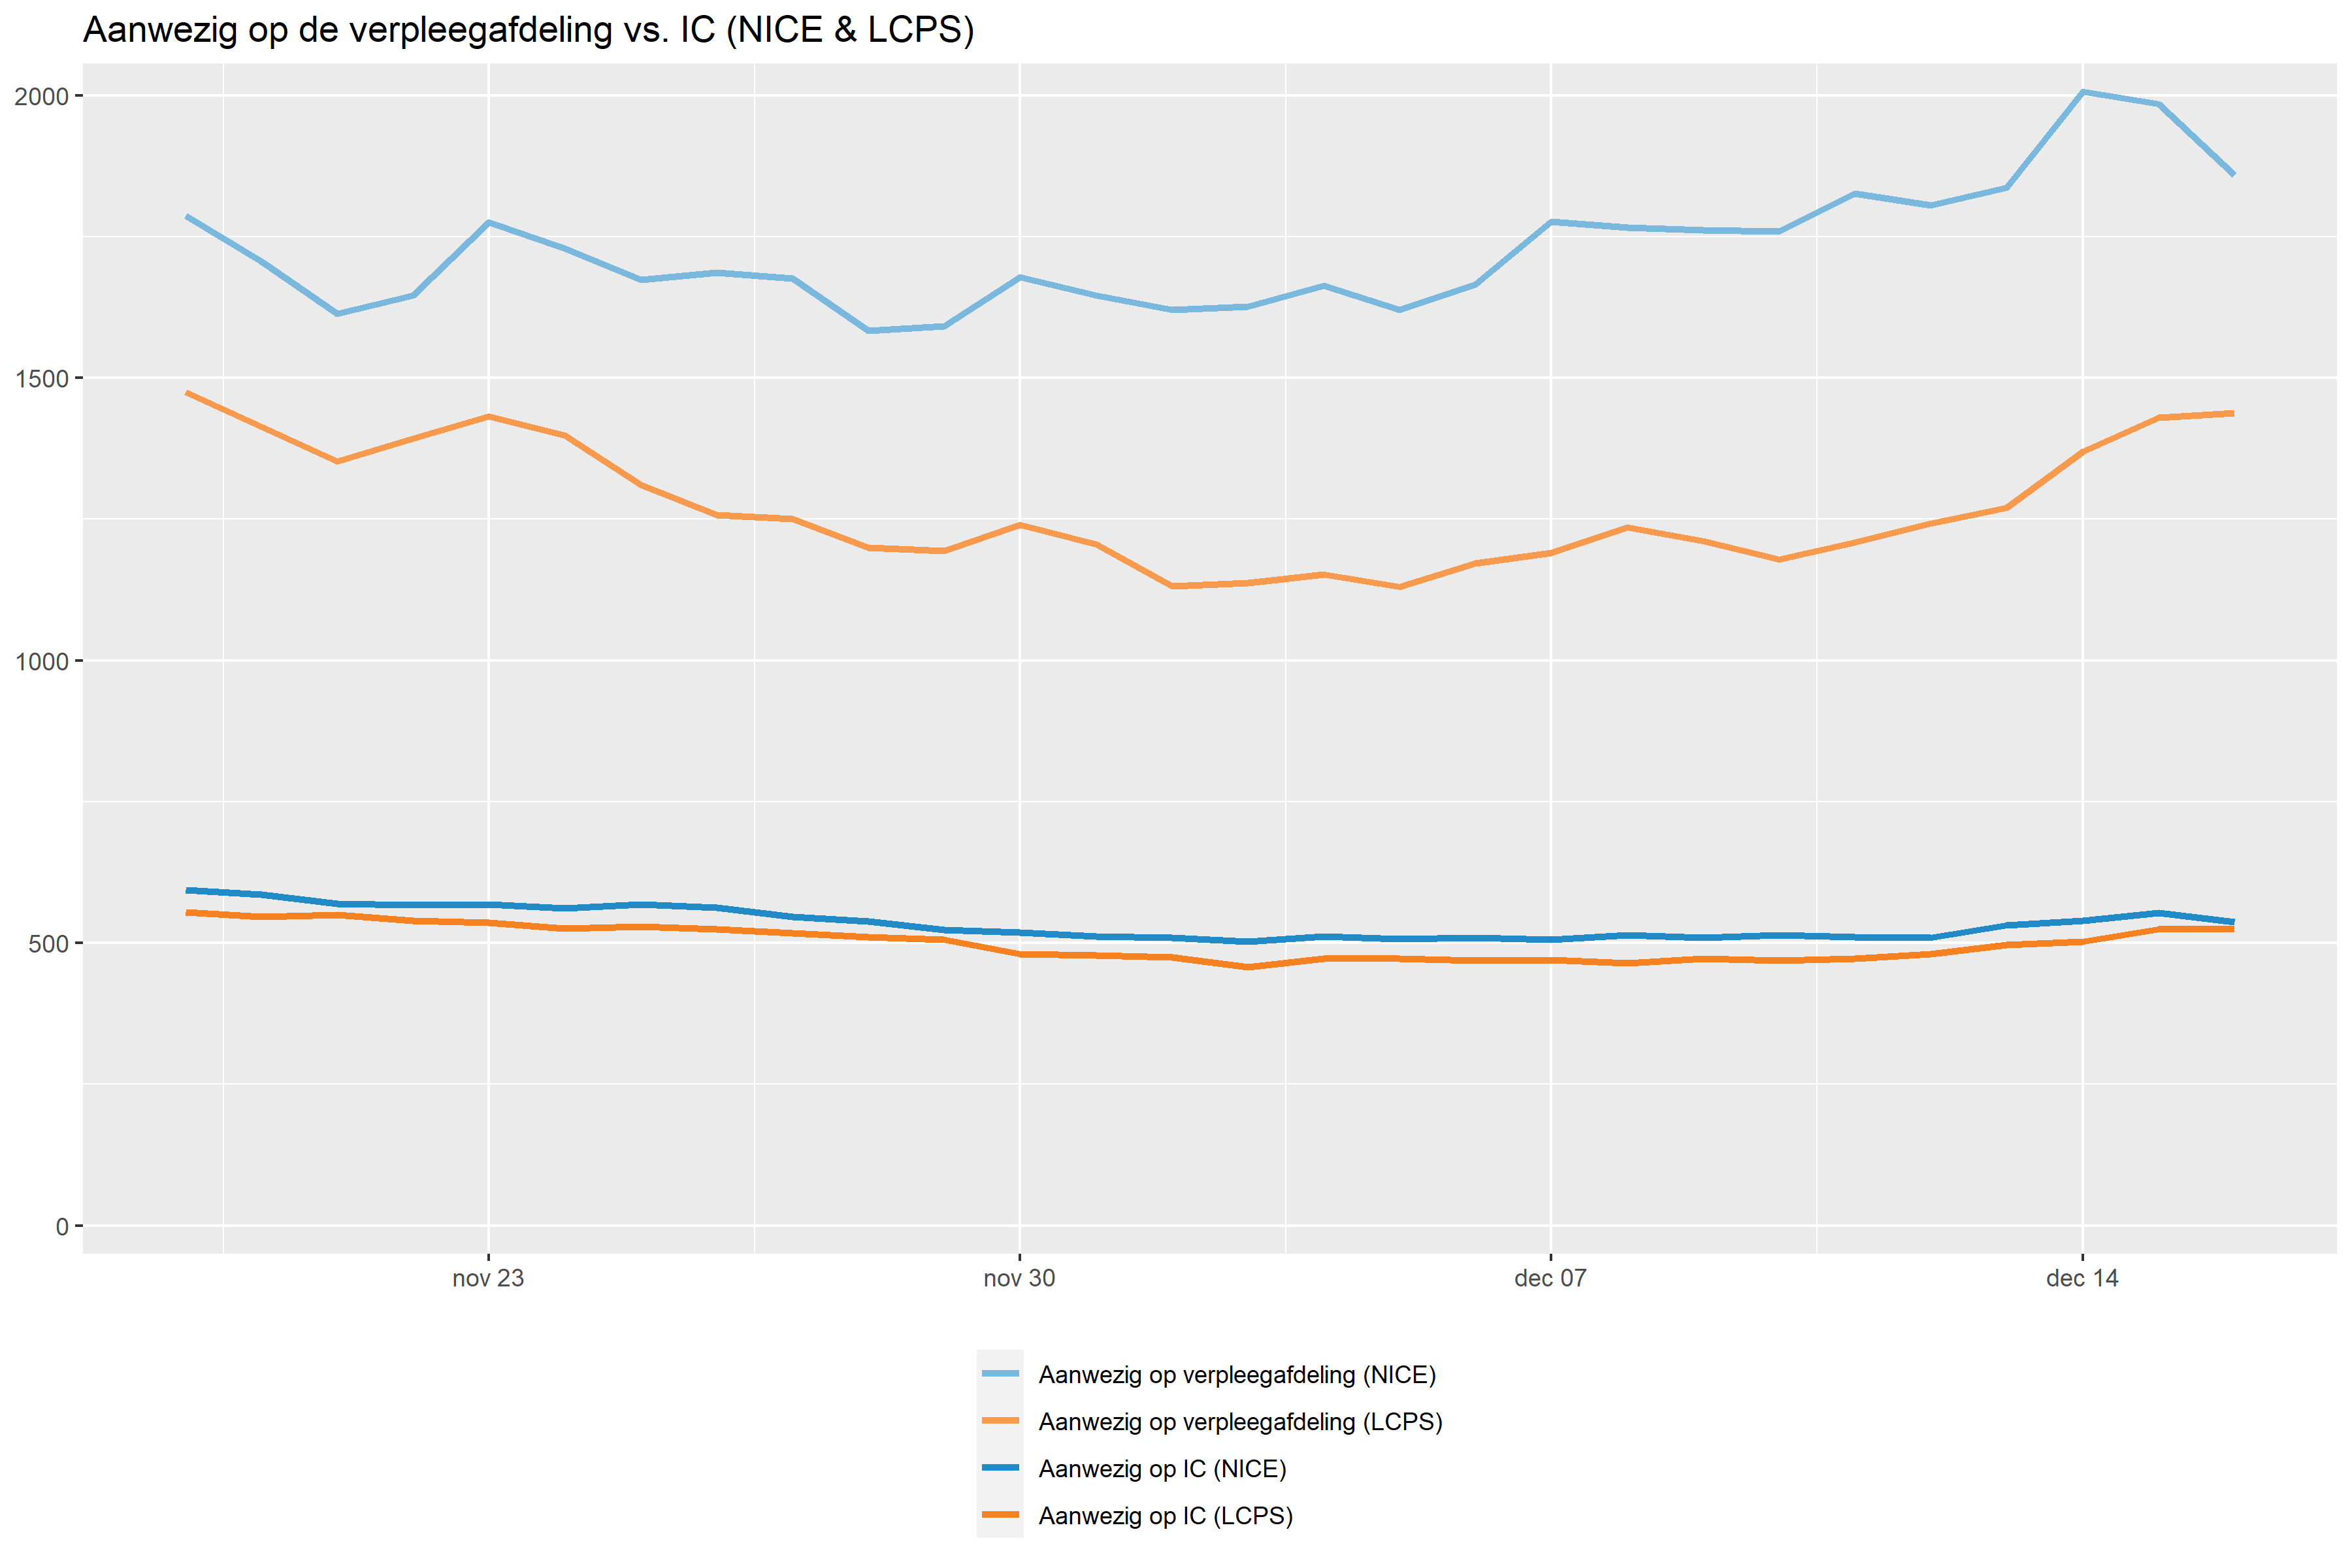 Aanwezig op de verpleegafdeling vs. IC (NICE & LCPS)
2000
1500
1000
500
0
nov 23
nov 30
dec 07
dec 14
Aanwezig op verpleegafdeling (NICE)
Aanwezig op verpleegafdeling (LCPS)
Aanwezig op IC (NICE)
Aanwezig op IC (LCPS)